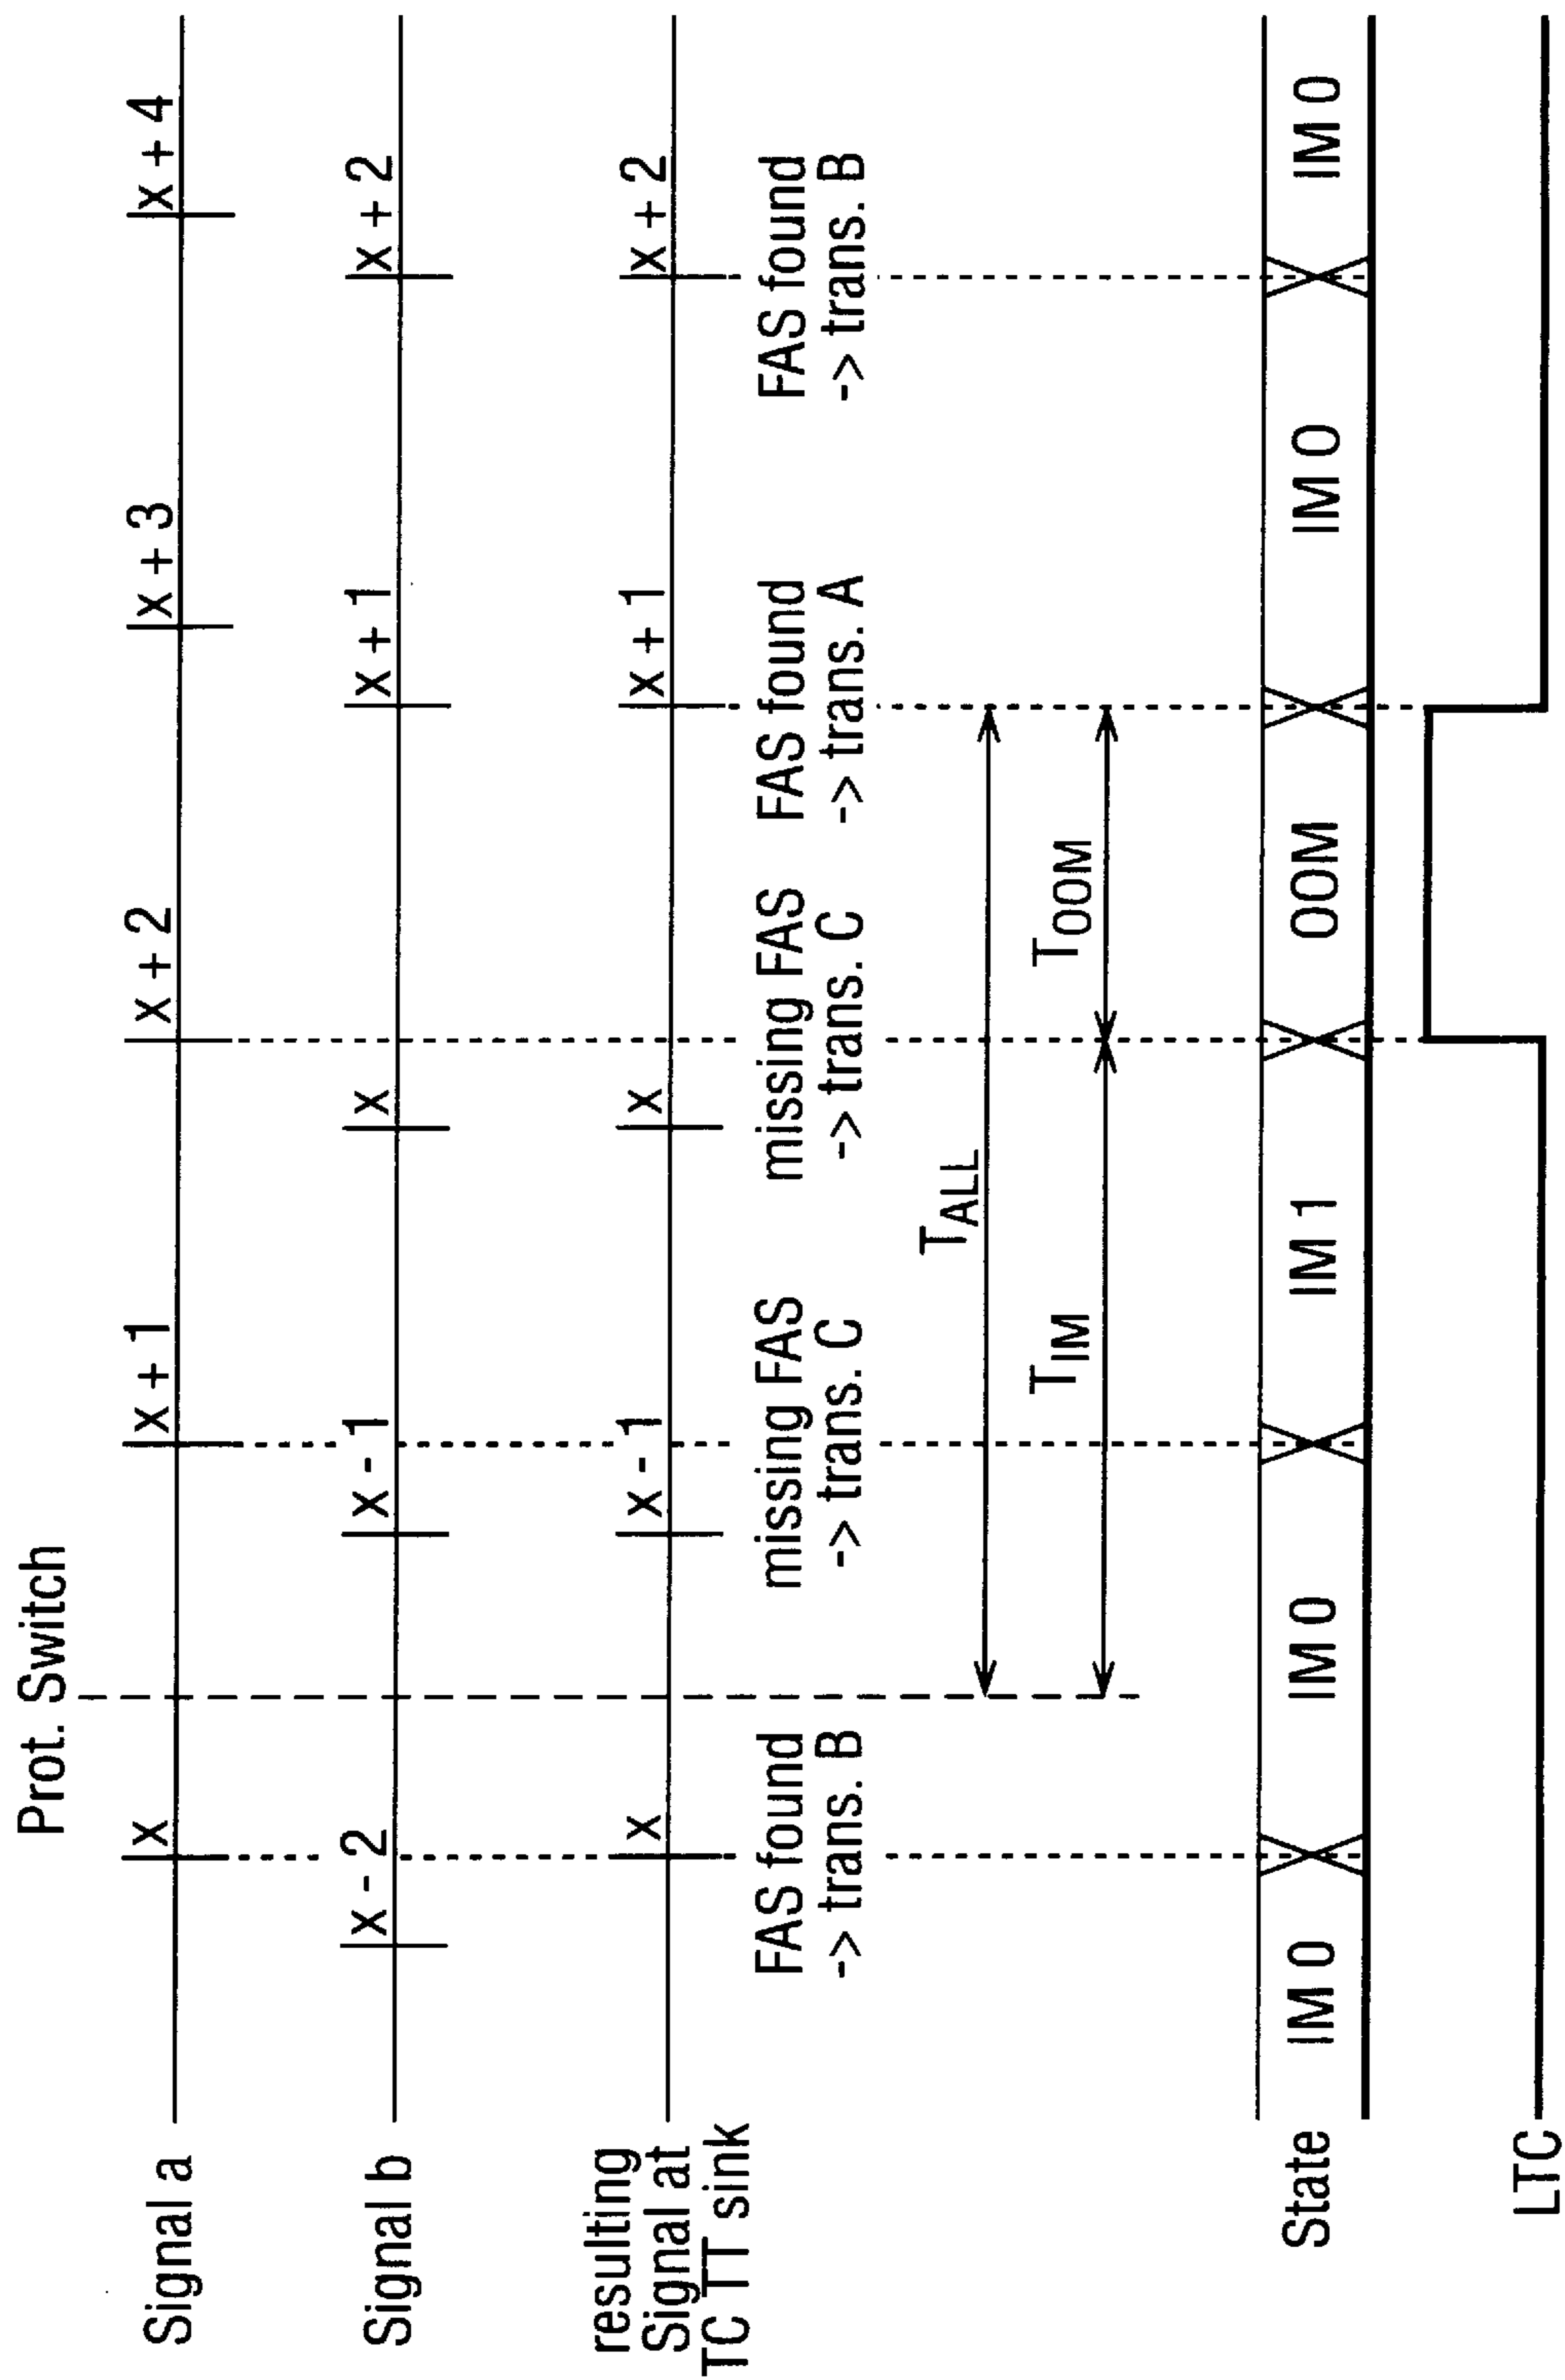 Prot. Switch
Signal a
x
x + 1
x + 2
x + 3
x + 4
Signal b
x - 2
x - 1
x
x + 1
x + 2
resulting
Signal at
TC TT sink
x
x - 1
x
x + 1
x + 2
FAS found
-> trans. B
missing FAS
-> trans. C
missing FAS
-> trans. C
FAS found
-> trans. A
FAS found
-> trans. B
TALL
TIM
TOOM
State
IM 0
IM 0
IM 1
OOM
IM 0
IM 0
LTC